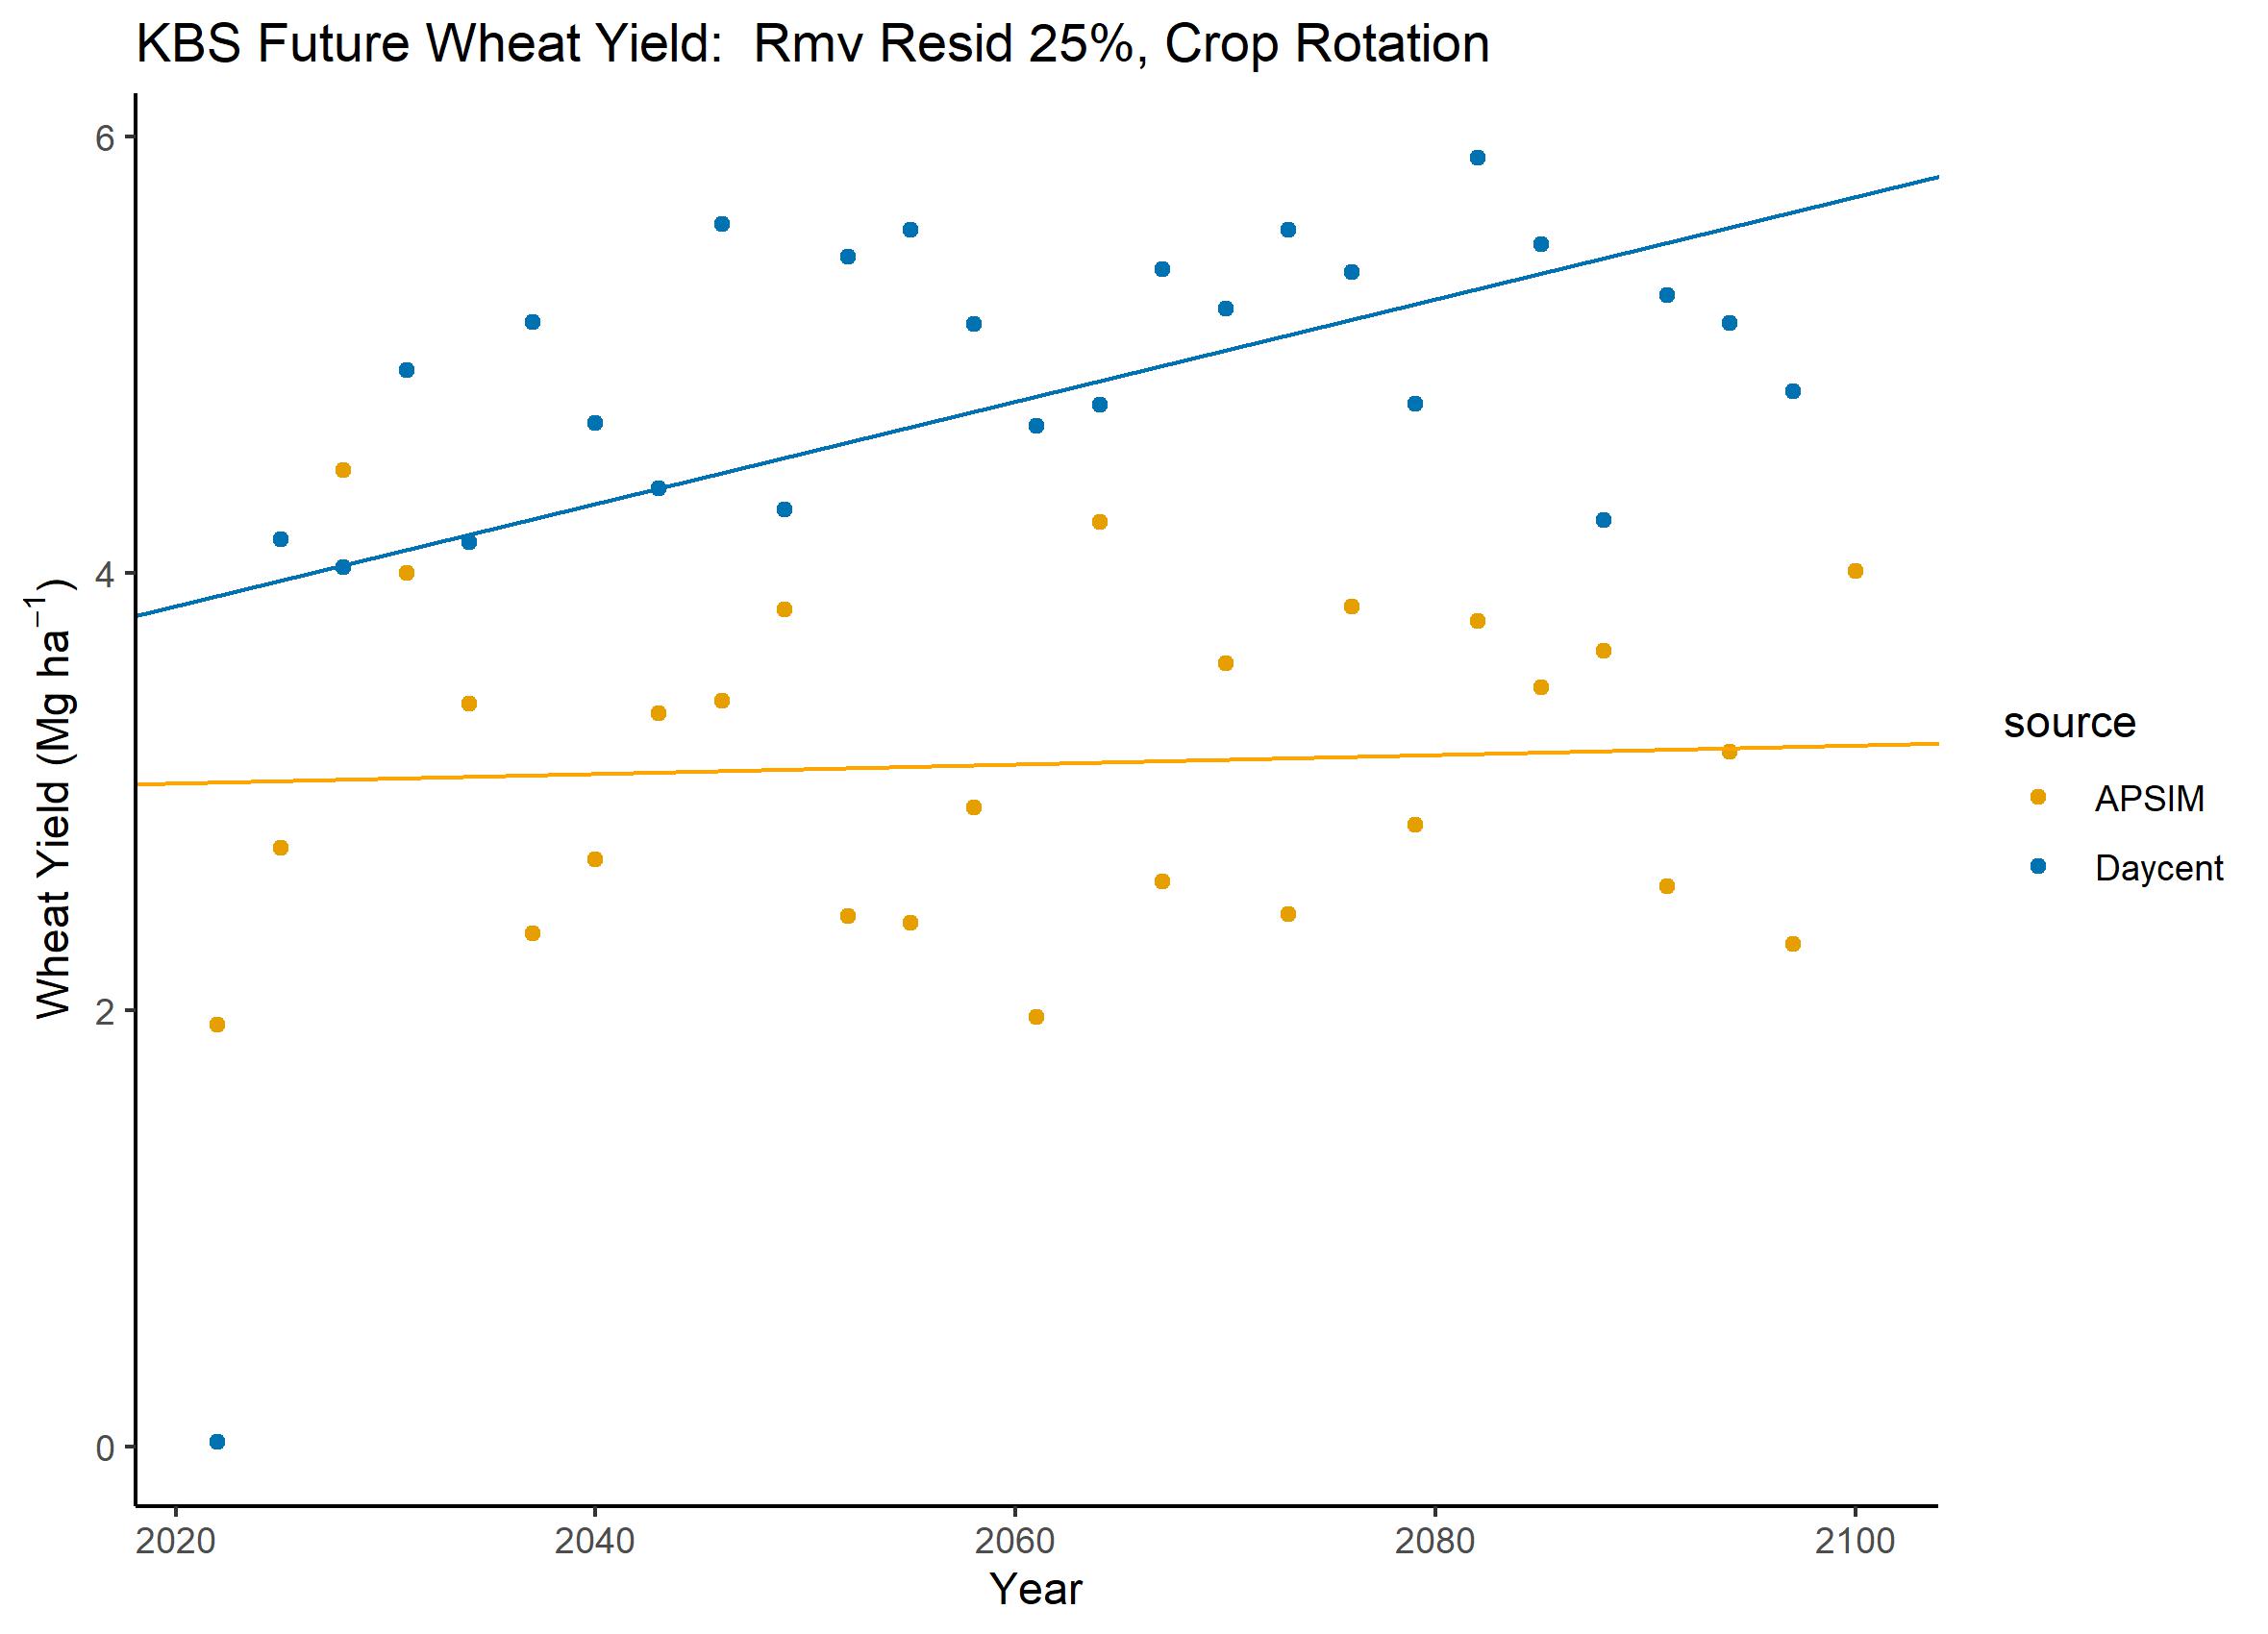 KBS Future Wheat Yield:  Rmv Resid 25%, Crop Rotation
Wheat Yield (Mg ha⁻¹)
6
4
2
0
2020 2040 2060 2080 2100
Year
source
APSIM
Daycent